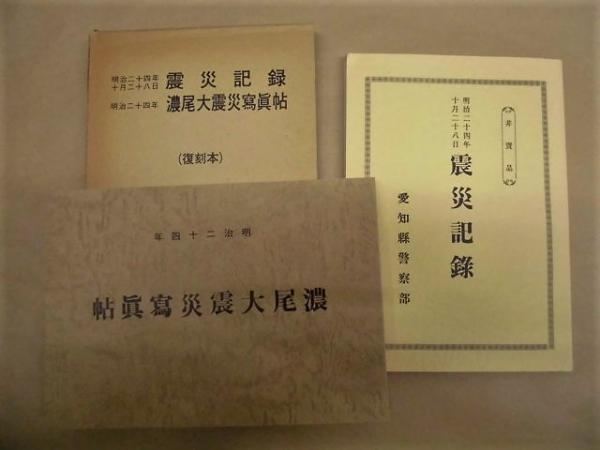 明治二十四年
十月二十八日
震災記録
明治二十四年
濃尾大震災寫眞帖
(復刻本)
非賣品
明治二十四年
十月二十八日
震災記錄
愛知縣警察部
年四十二治明
帖眞寫災震大尾濃